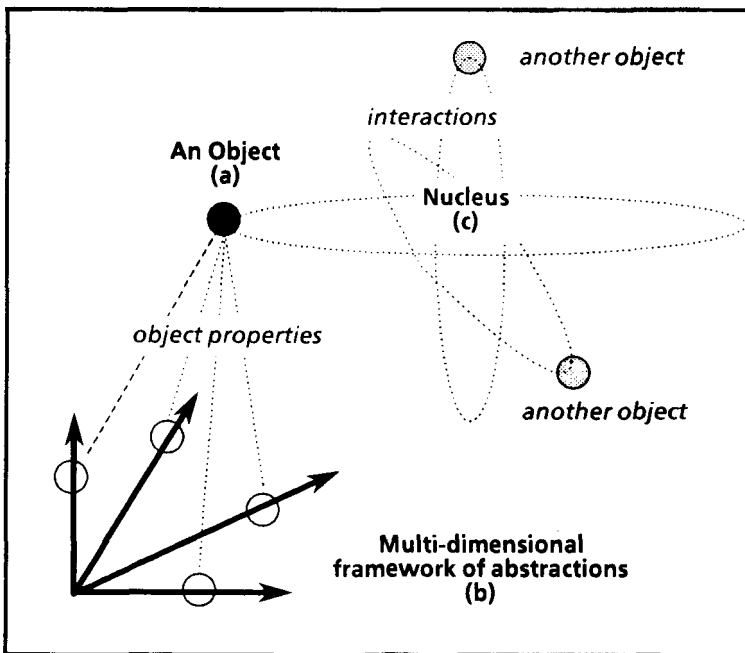 another object
interactions
An Object
(a)
Nucleus
(c)
object properties
another object
Multi-dimensional
framework of abstractions
(b)